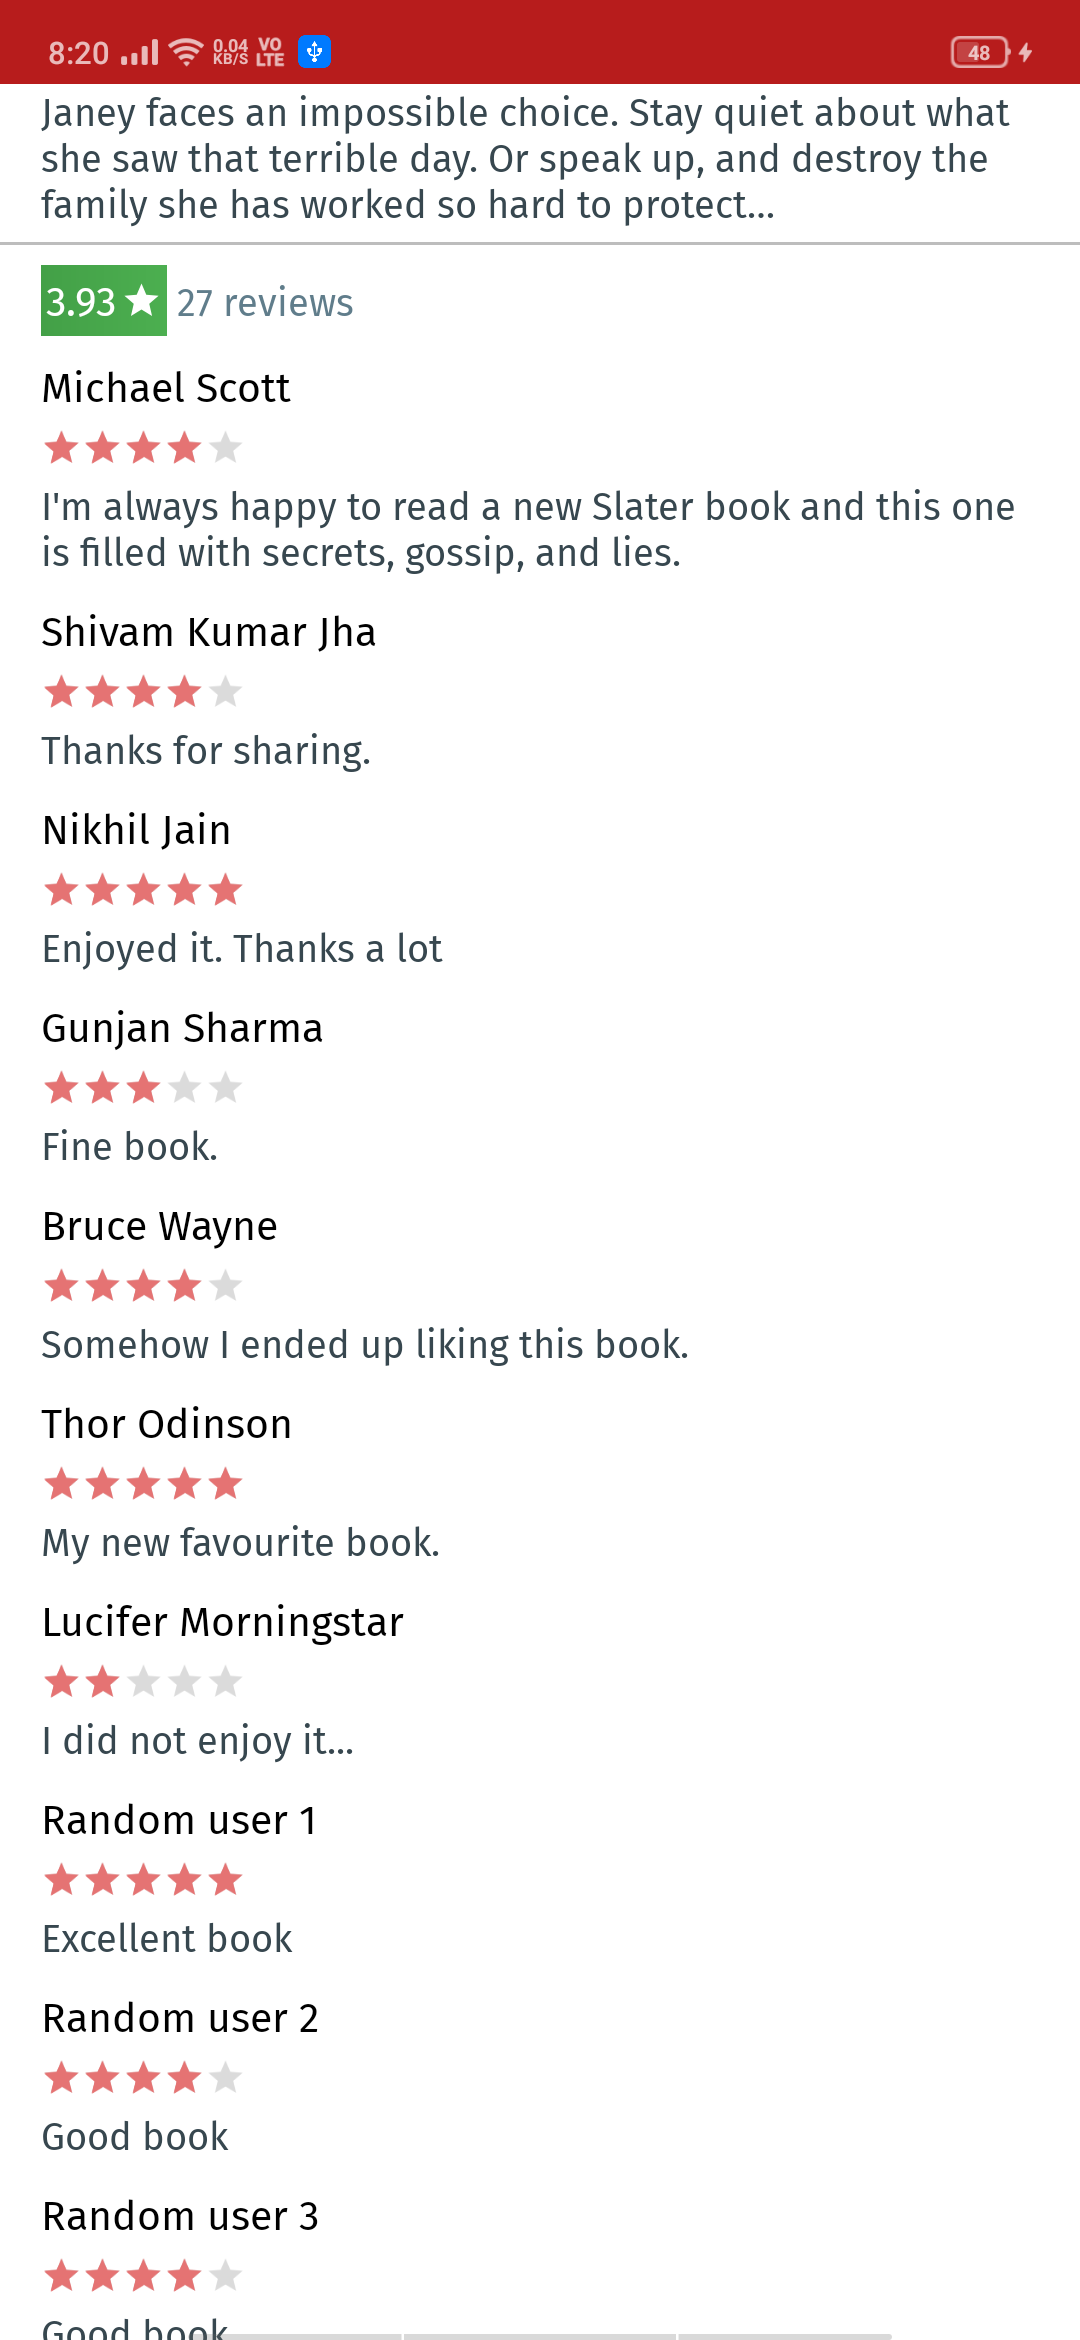 8:20 0.04 KB/S VO LTE 48
Janey faces an impossible choice. Stay quiet about what
she saw that terrible day. Or speak up, and destroy the
family she has worked so hard to protect...
3.93 27 reviews
Michael Scott
I'm always happy to read a new Slater book and this one
is filled with secrets, gossip, and lies.
Shivam Kumar Jha
Thanks for sharing.
Nikhil Jain
Enjoyed it. Thanks a lot
Gunjan Sharma
Fine book.
Bruce Wayne
Somehow I ended up liking this book.
Thor Odinson
My new favourite book.
Lucifer Morningstar
I did not enjoy it...
Random user 1
Excellent book
Random user 2
Good book
Random user 3
Good book